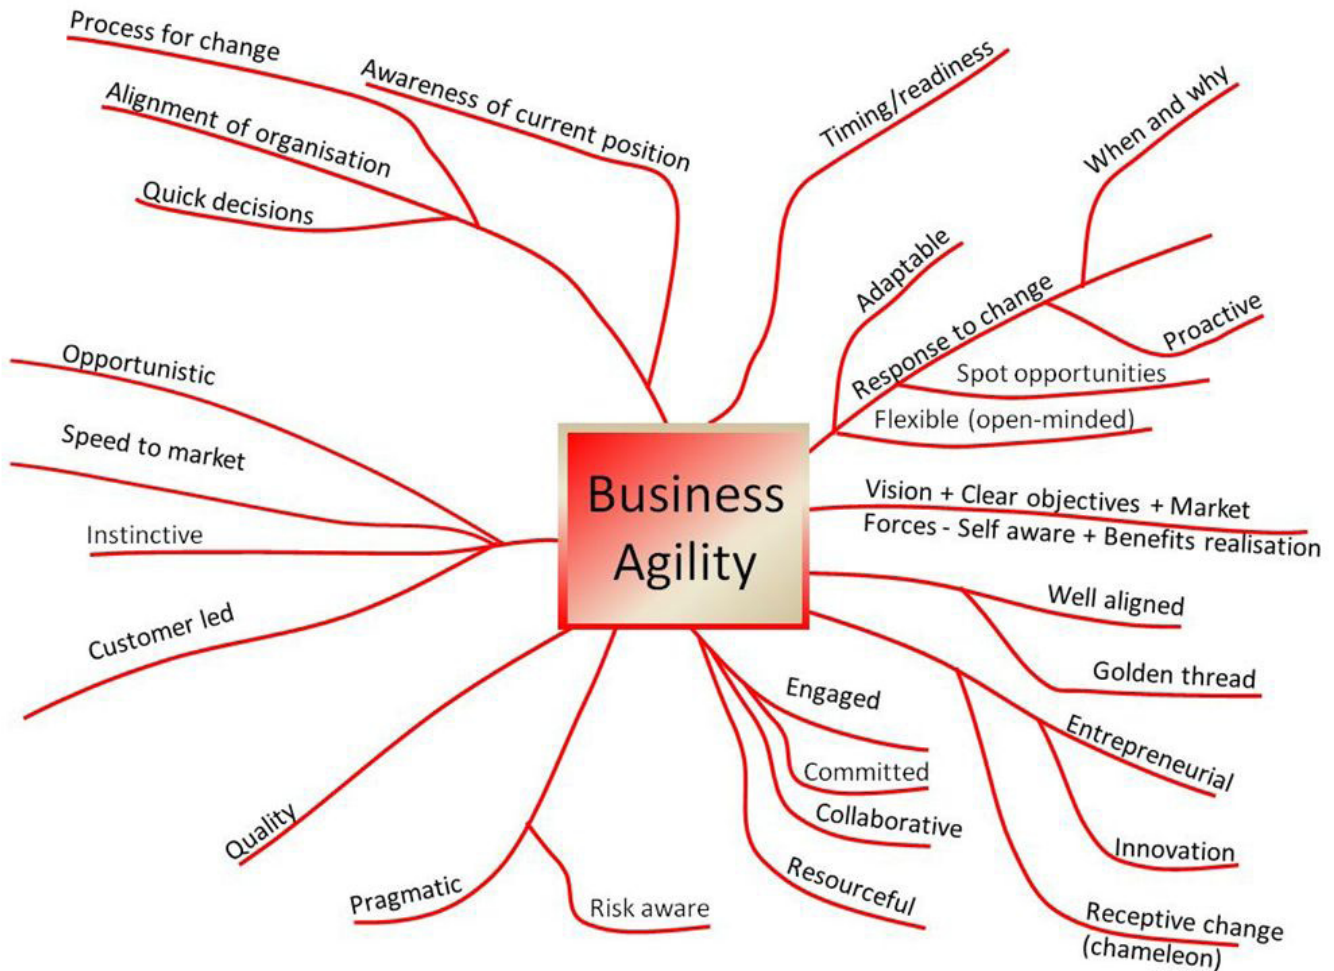 Process for change
Awareness of current position
Alignment of organisation
Quick decisions
Timing/readiness
When and why
Adaptable
Response to change
Proactive
Spot opportunities
Flexible (open-minded)
Opportunistic
Speed to market
Instinctive
Customer led
Business
Agility
Vision + Clear objectives + Market
Forces - Self aware + Benefits realisation
Well aligned
Golden thread
Entrepreneurial
Innovation
Receptive change
(chameleon)
Engaged
Committed
Collaborative
Resourceful
Quality
Pragmatic
Risk aware